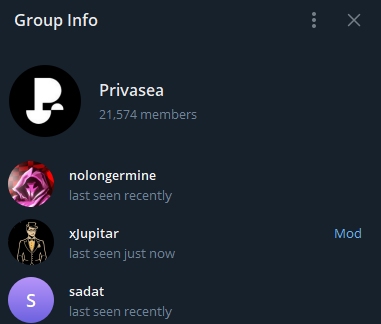 Group Info
Privasea
21,574 members
nolongermine
last seen recently
xJupitar Mod
last seen just now
S sadat
last seen recently